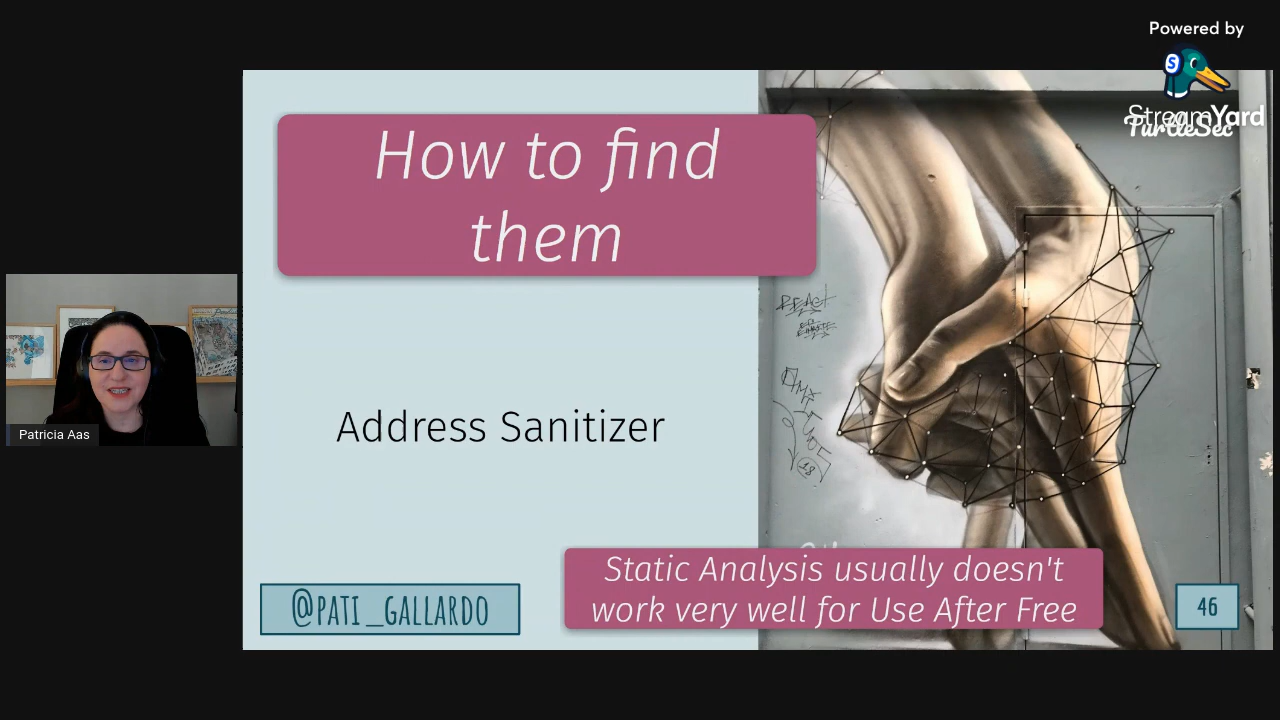 Powered by
StreamYard
TurtleSec
How to find
them
Address Sanitizer
Patricia Aas
Static Analysis usually doesn't
work very well for Use After Free
@PATI_GALLARDO
46